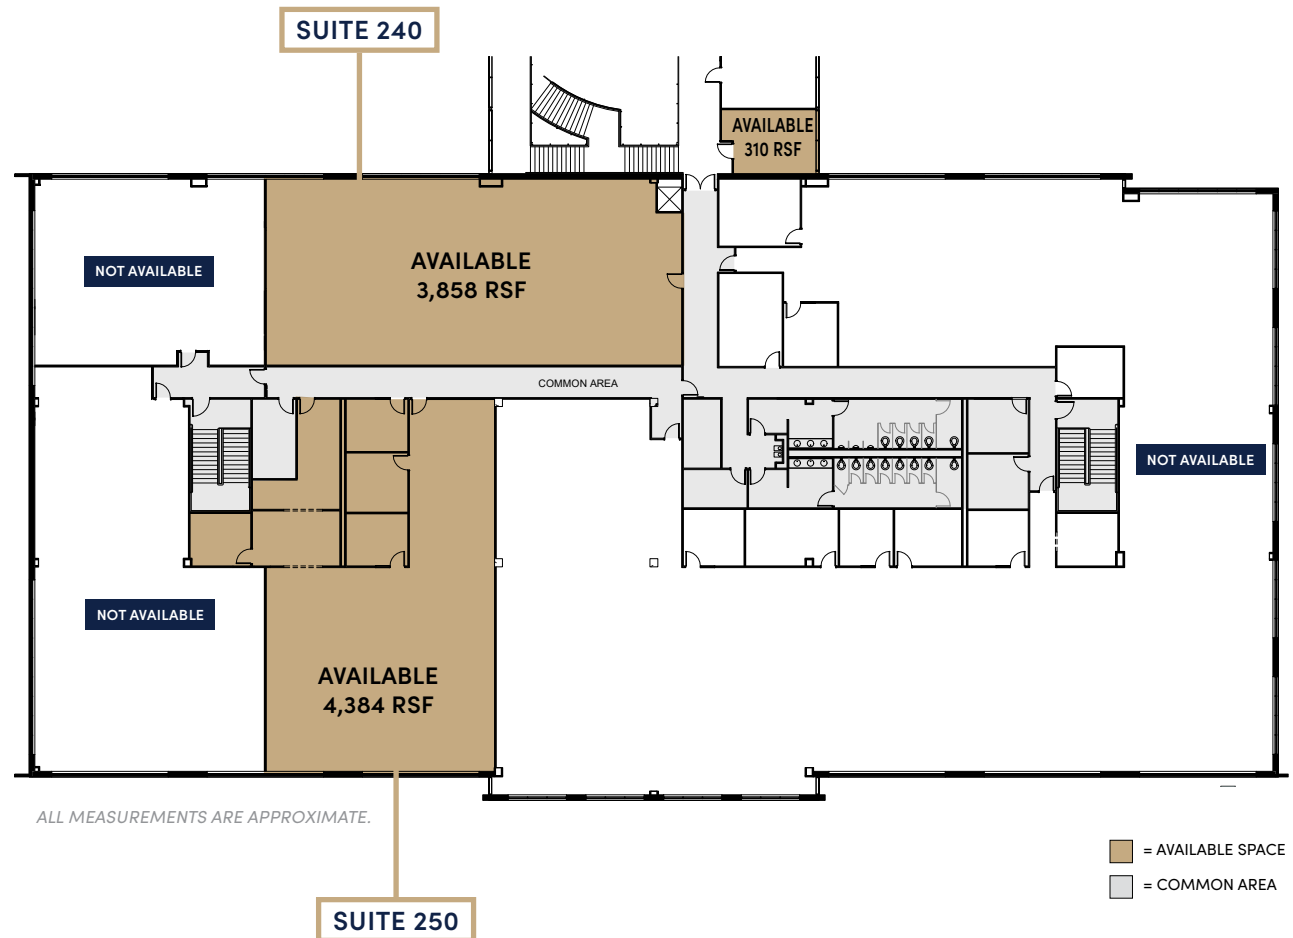 SUITE 240
AVAILABLE
310 RSF
AVAILABLE
3,858 RSF
NOT AVAILABLE
COMMON AREA
NOT AVAILABLE
NOT AVAILABLE
AVAILABLE
4,384 RSF
ALL MEASUREMENTS ARE APPROXIMATE.
= AVAILABLE SPACE
= COMMON AREA
SUITE 250